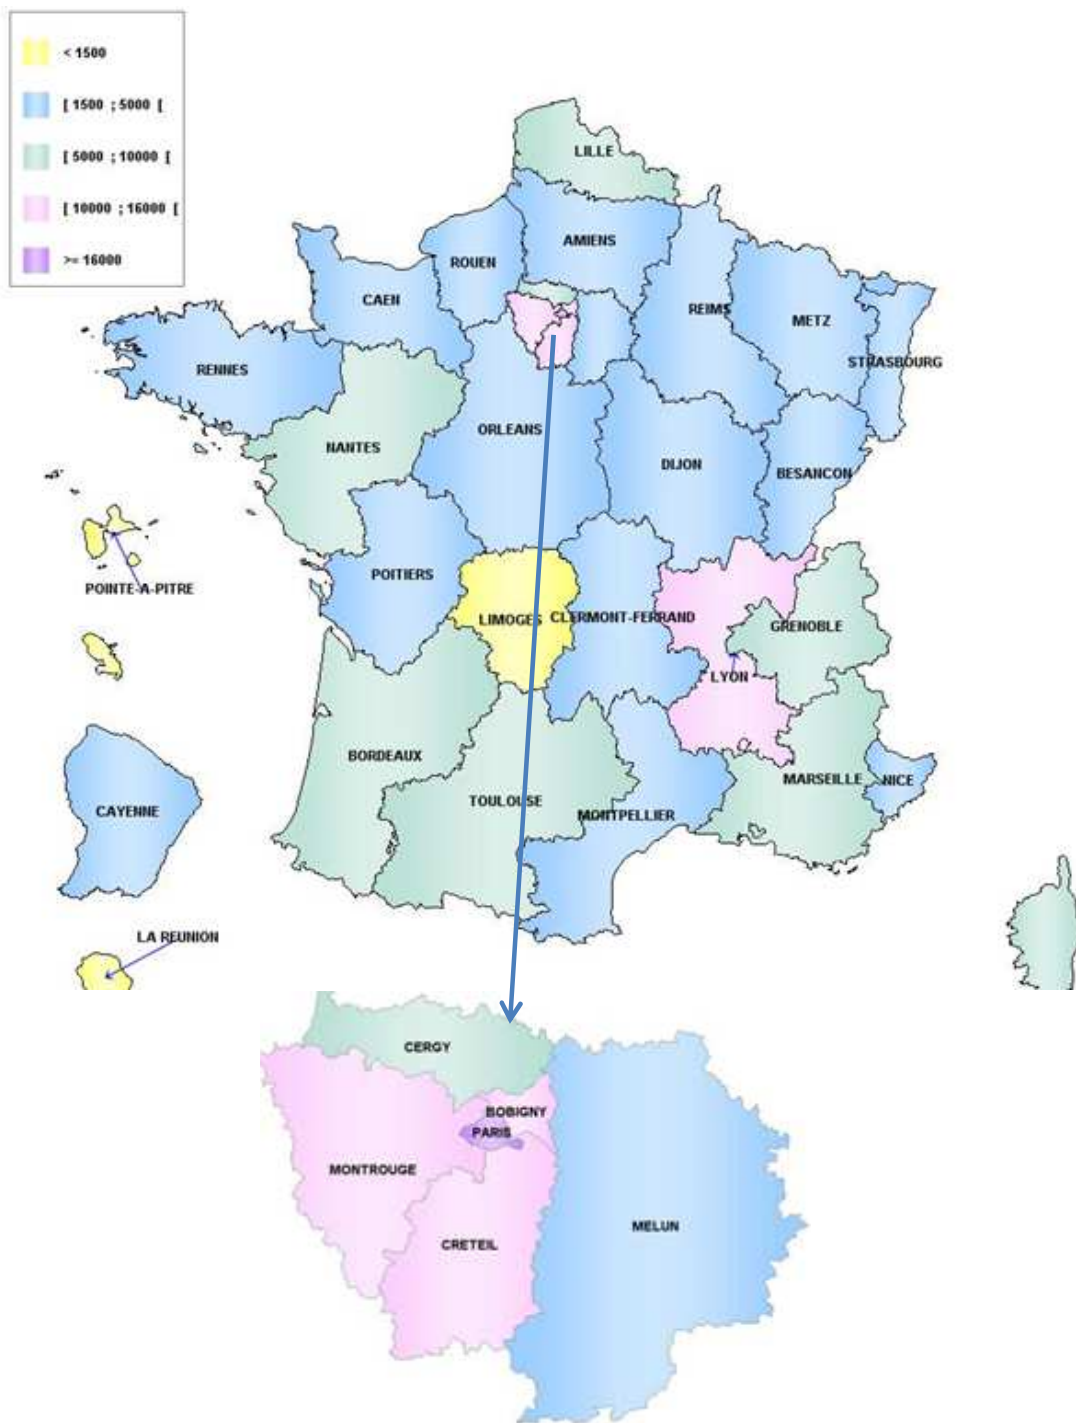 < 1500
[ 1500 ; 5000 [
[ 5000 ; 10000 [
[ 10000 ; 16000 [
>= 16000
LILLE
AMIENS
ROUEN
CAEN
REIMS
METZ
STRASBOURG
RENNES
ORLEANS
NANTES
DIJON
BESANCON
POITIERS
POINTE-A-PITRE
LIMOGES
CLERMONT-FERRAND
GRENOBLE
LYON
BORDEAUX
MARSEILLE
NICE
TOULOUSE
MONTPELLIER
CAYENNE
LA REUNION
CERGY
BOBIGNY
PARIS
MONTROUGE
MELUN
CRETEIL